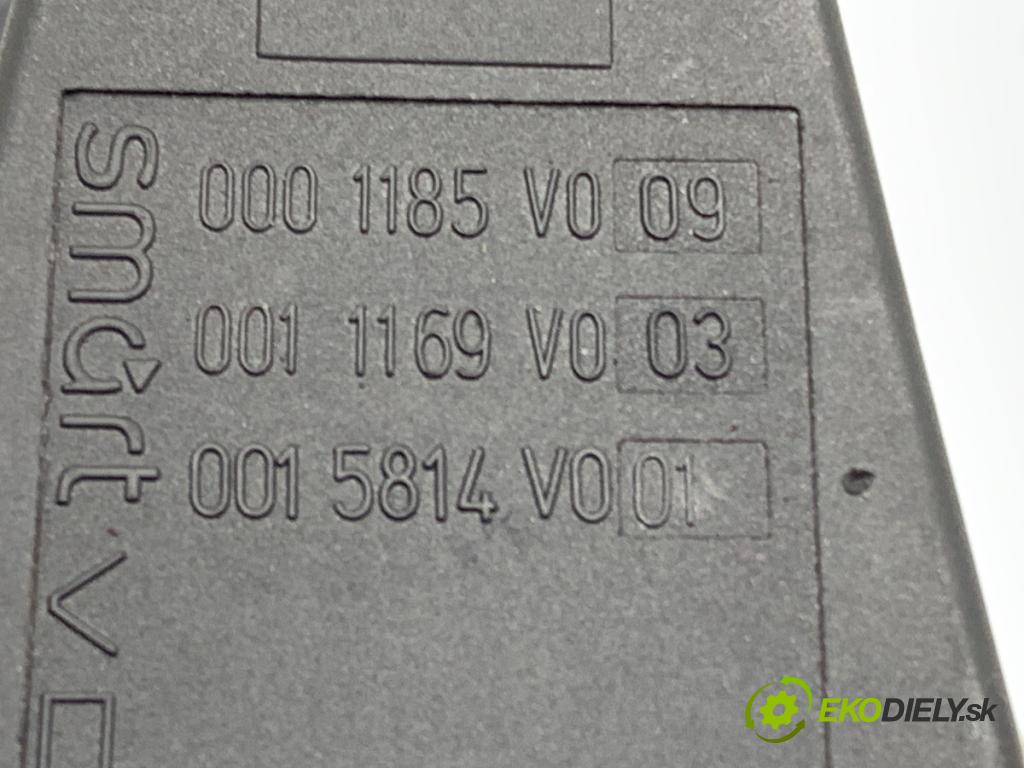 smart
000 1185 V0 09
001 1169 V0 03
001 5814 V0 01
EKODIELY.sk